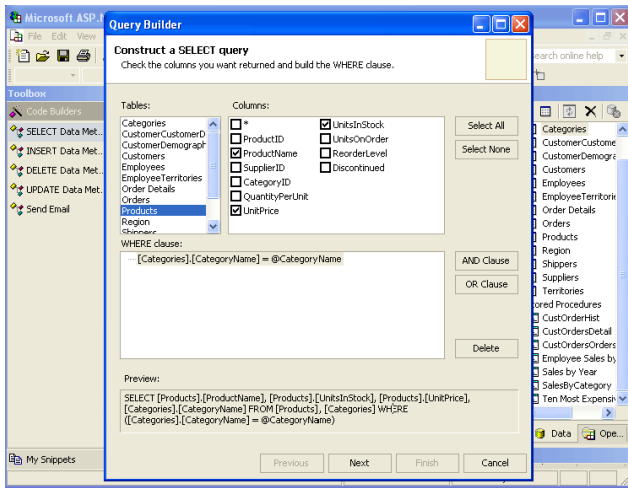 Microsoft ASP.N
Query Builder
File Edit View
Construct a SELECT query
Check the columns you want returned and build the WHERE clause.
search online help
Toolbox
Code Builders
SELECT Data Met...
INSERT Data Met...
DELETE Data Met...
UPDATE Data Met...
Send Email
My Snippets
Tables:
Categories
CustomerCustomerD
CustomerDemograph
Customers
Employees
EmployeeTerritories
Order Details
Orders
Products
Region
Shippers
Columns:
*
ProductID
ProductName
SupplierID
CategoryID
QuantityPerUnit
UnitPrice
UnitsInStock
UnitsOnOrder
ReorderLevel
Discontinued
Select All
Select None
WHERE clause:
[Categories].[CategoryName] = @CategoryName
AND Clause
OR Clause
Delete
Preview:
SELECT [Products].[ProductName], [Products].[UnitsInStock], [Products].[UnitPrice],
[Categories].[CategoryName] FROM [Products], [Categories] WHERE
([Categories].[CategoryName] = @CategoryName)
Previous
Next
Finish
Cancel
Categories
CustomerCustome
CustomerDemogra
Customers
Employees
EmployeeTerritorie
Order Details
Orders
Products
Region
Shippers
Suppliers
Territories
tored Procedures
CustOrderHist
CustOrdersDetail
CustOrdersOrders
Employee Sales by
Sales by Year
SalesByCategory
Ten Most Expensiv
Data
Ope...